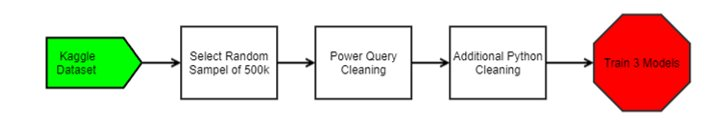 Kaggle
Dataset
Select Random
Sampel of 500k
Power Query
Cleaning
Additional Python
Cleaning
Train 3 Models